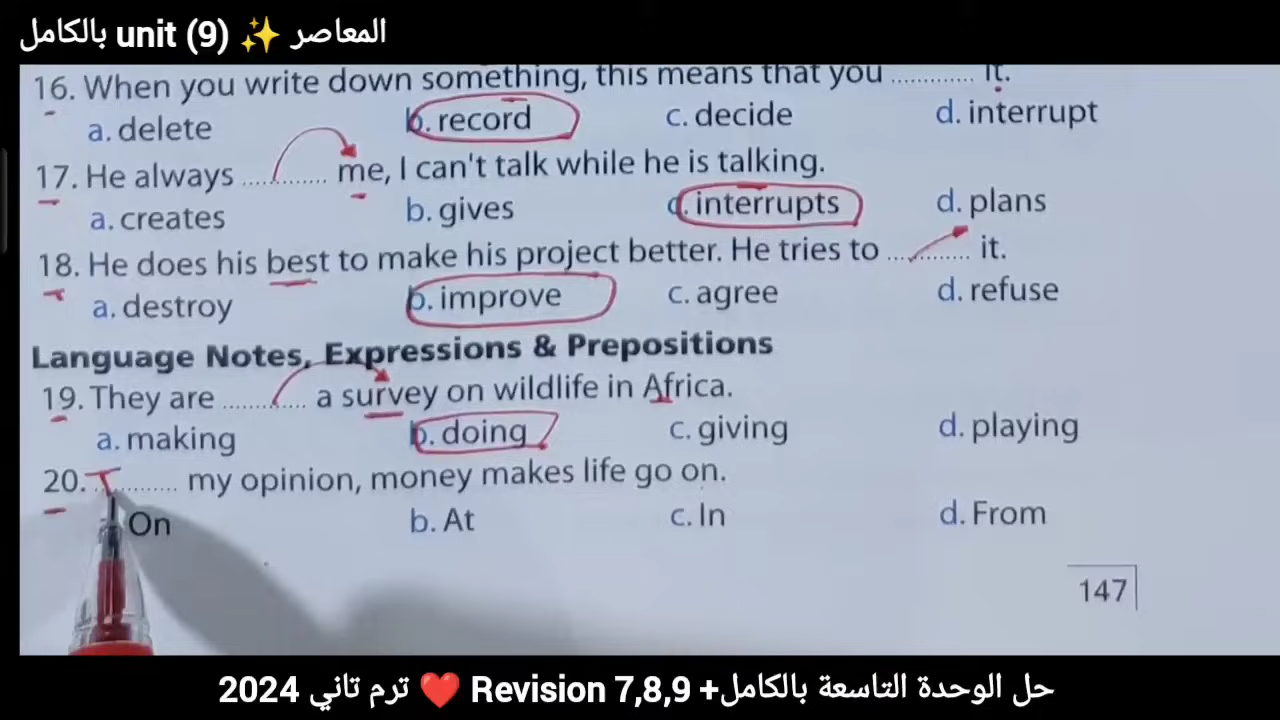 المعاصر ✨ unit (9) بالكامل
16. When you write down something, this means that you ............ it.
a. delete b. record c. decide d. interrupt
17. He always ............ me, I can't talk while he is talking.
a. creates b. gives c. interrupts d. plans
18. He does his best to make his project better. He tries to ............ it.
a. destroy b. improve c. agree d. refuse
Language Notes, Expressions & Prepositions
19. They are ............ a survey on wildlife in Africa.
a. making b. doing c. giving d. playing
20. ............ my opinion, money makes life go on.
On b. At c. In d. From
147
حل الوحدة التاسعة بالكامل+ Revision 7,8,9 ❤️ ترم تاني 2024